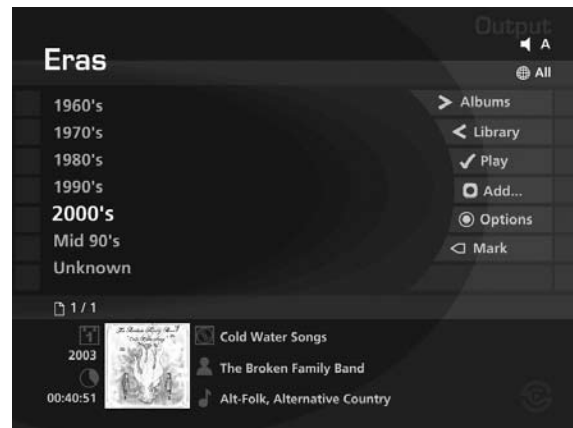 Output
A
Eras
All
1960's
1970's
1980's
1990's
2000's
Mid 90's
Unknown
Albums
Library
Play
Add...
Options
Mark
1 / 1
1
2003
00:40:51
Cold Water Songs
The Broken Family Band
Alt-Folk, Alternative Country